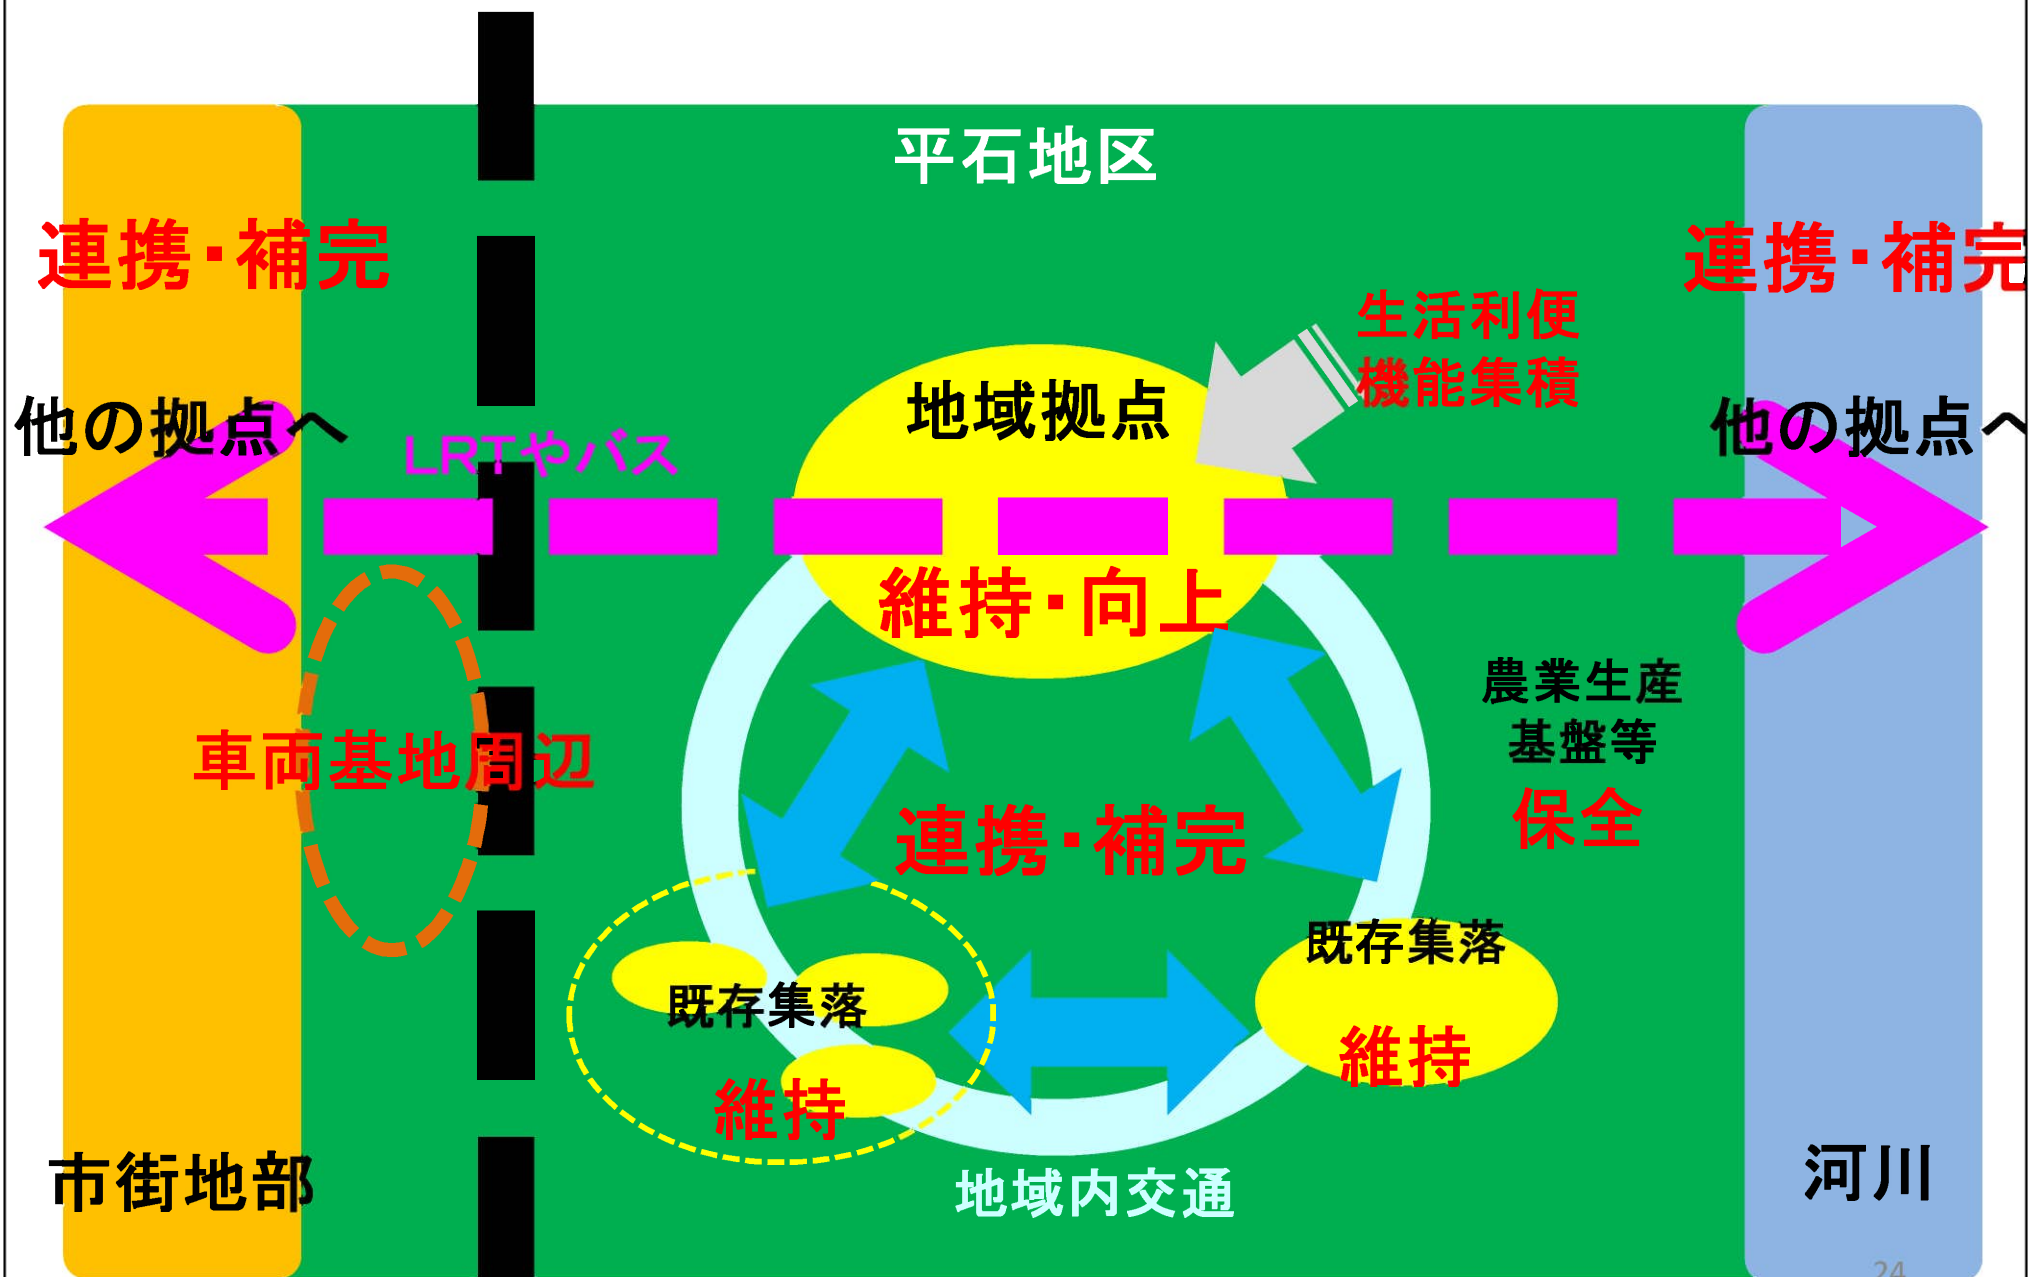 平石地区
連携・補完
連携・補完
生活利便
機能集積
地域拠点
他の拠点へ
他の拠点へ
LRTやバス
維持・向上
農業生産
基盤等
保全
車両基地周辺
連携・補完
既存集落
維持
既存集落
維持
市街地部
地域内交通
河川
24